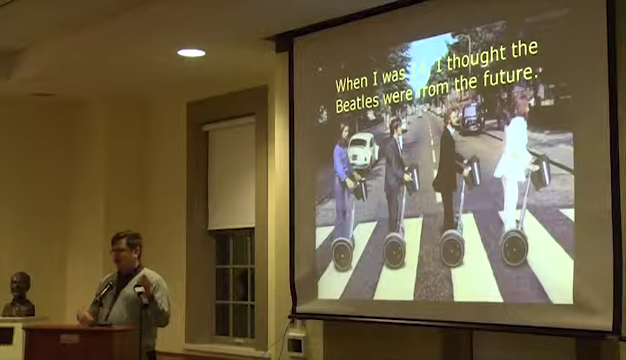 When I was I thought the
Beatles were from the future.